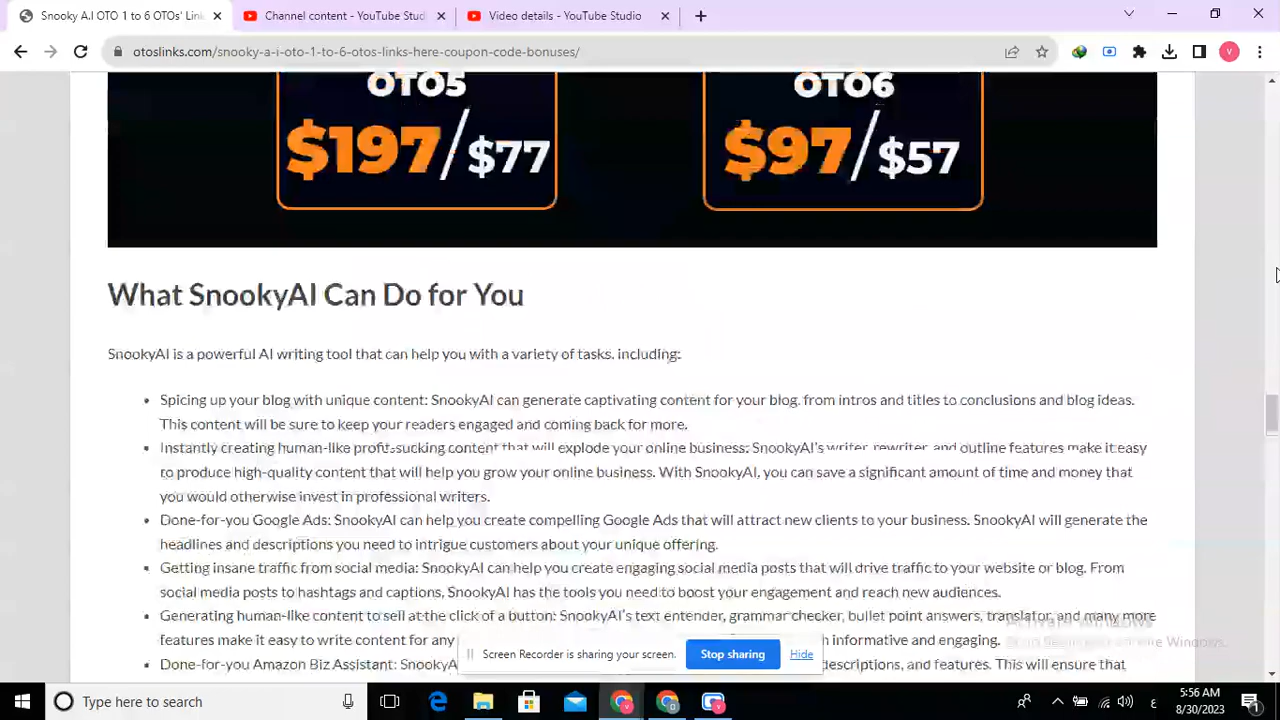 Snooky A.I OTO 1 to 6 OTOs' Link
Channel content - YouTube Studi
Video details - YouTube Studio
otoslinks.com/snooky-a-i-oto-1-to-6-otos-links-here-coupon-code-bonuses/
V
OTO5
OTO6
$197/$77
$97/$57
What SnookyAI Can Do for You
SnookyAI is a powerful AI writing tool that can help you with a variety of tasks, including:
• Spicing up your blog with unique content: SnookyAI can generate captivating content for your blog, from intros and titles to conclusions and blog ideas.
This content will be sure to keep your readers engaged and coming back for more.
• Instantly creating human-like profit-sucking content that will explode your online business: SnookyAI's writer, rewriter, and outline features make it easy
to produce high-quality content that will help you grow your online business. With SnookyAI, you can save a significant amount of time and money that
you would otherwise invest in professional writers.
• Done-for-you Google Ads: SnookyAI can help you create compelling Google Ads that will attract new clients to your business. SnookyAI will generate the
headlines and descriptions you need to intrigue customers about your unique offering.
• Getting insane traffic from social media: SnookyAI can help you create engaging social media posts that will drive traffic to your website or blog. From
social media posts to hashtags and captions, SnookyAI has the tools you need to boost your engagement and reach new audiences.
• Generating human-like content to sell at the click of a button: SnookyAI's text entender, grammar checker, bullet point answers, translator, and many more
features make it easy to write content for any informative and engaging.
• Done-for-you Amazon Biz Assistant: SnookyA descriptions, and features. This will ensure that
Activate Windows
Screen Recorder is sharing your screen.
Stop sharing
Hide
Type here to search
ع
5:56 AM
8/30/2023
1